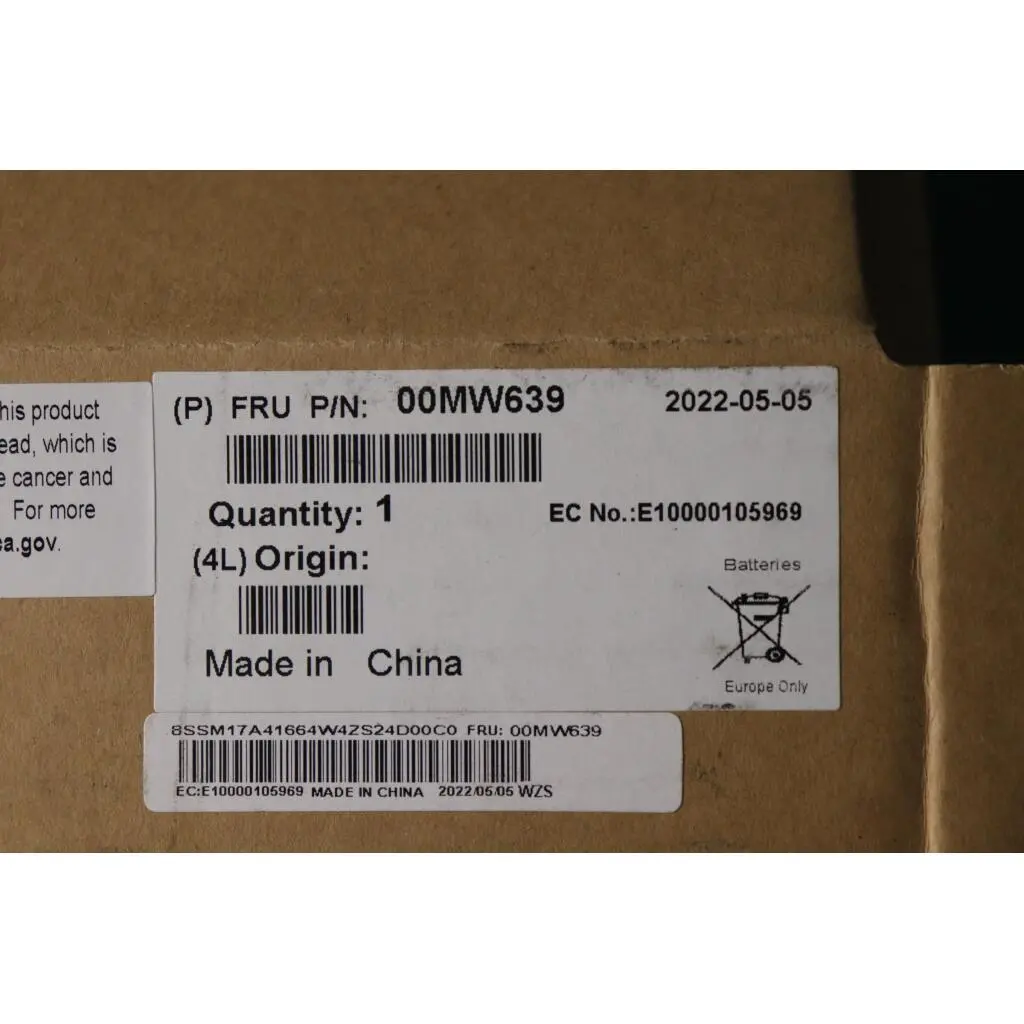 his product
ead, which is
e cancer and
For more
ca.gov.
(P) FRU P/N: 00MW639 2022-05-05
Quantity: 1 EC No.:E10000105969
(4L) Origin:
Batteries
Made in China
Europe Only
8SSM17A41664W4ZS24D00C0 FRU: 00MW639
EC:E10000105969 MADE IN CHINA 2022/05/05 WZS